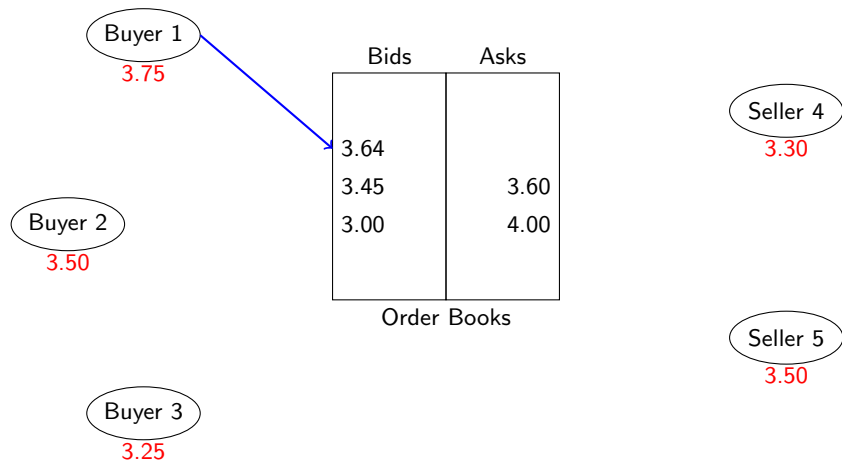 Buyer 1
3.75
Buyer 2
3.50
Buyer 3
3.25
Bids Asks
3.64
3.45 3.60
3.00 4.00
Order Books
Seller 4
3.30
Seller 5
3.50